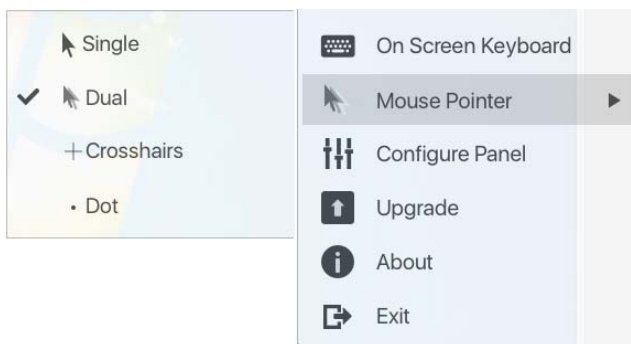 Single
Dual
Crosshairs
Dot
On Screen Keyboard
Mouse Pointer
Configure Panel
Upgrade
About
Exit